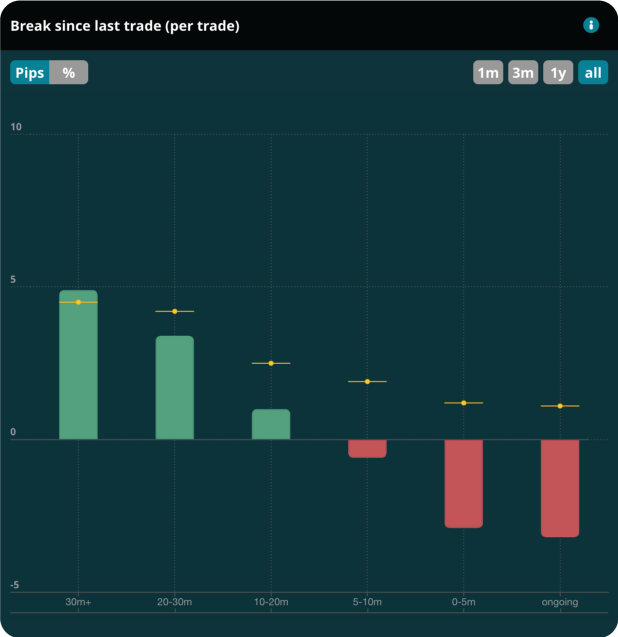 Break since last trade (per trade)
Pips % 1m 3m 1y all
10
5
0
-5
30m+ 20-30m 10-20m 5-10m 0-5m ongoing